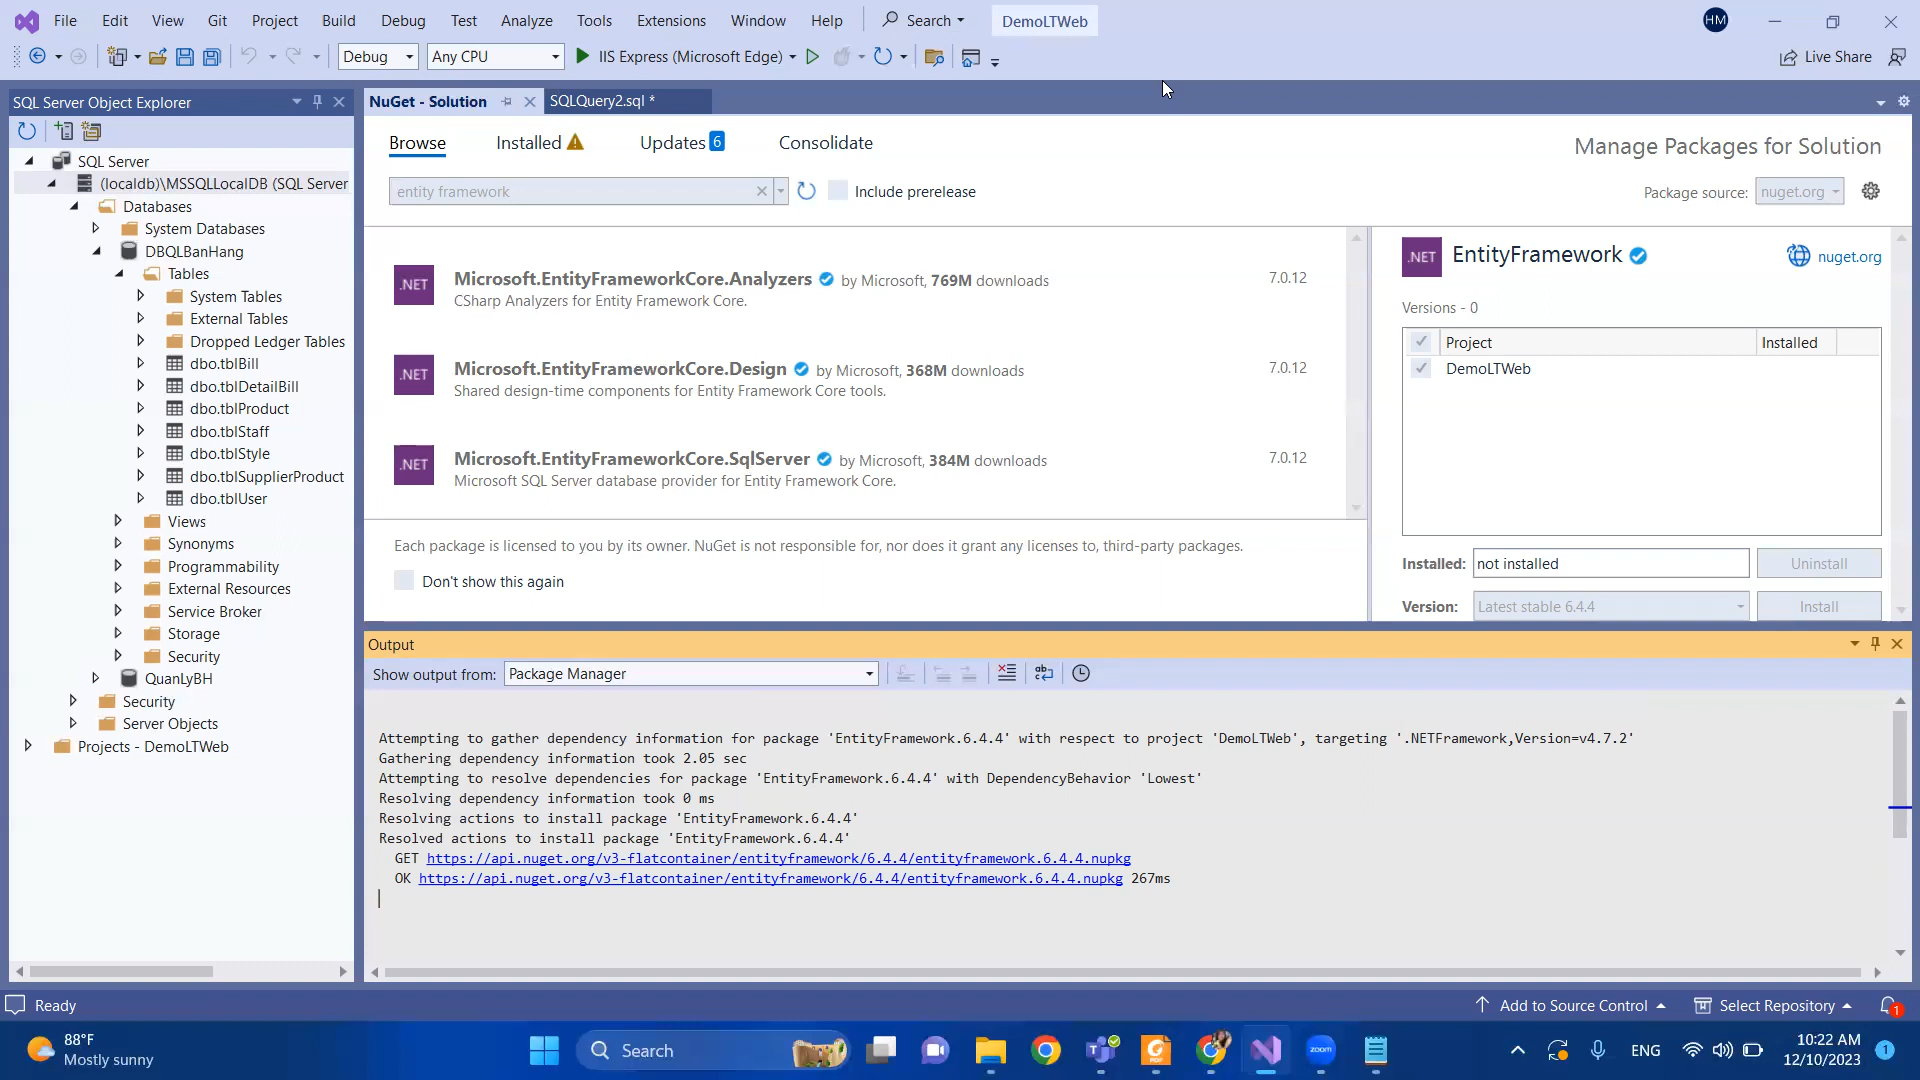 File Edit View Git Project Build Debug Test Analyze Tools Extensions Window Help Search DemoLTWeb HM
Debug Any CPU IIS Express (Microsoft Edge) Live Share
SQL Server Object Explorer
SQL Server
(localdb)\MSSQLLocalDB (SQL Server
Databases
System Databases
DBQLBanHang
Tables
System Tables
External Tables
Dropped Ledger Tables
dbo.tblBill
dbo.tblDetailBill
dbo.tblProduct
dbo.tblStaff
dbo.tblStyle
dbo.tblSupplierProduct
dbo.tblUser
Views
Synonyms
Programmability
External Resources
Service Broker
Storage
Security
QuanLyBH
Security
Server Objects
Projects - DemoLTWeb
NuGet - Solution SQLQuery2.sql *
Browse Installed Updates 6 Consolidate
Manage Packages for Solution
entity framework Include prerelease
Package source: nuget.org
.NET Microsoft.EntityFrameworkCore.Analyzers by Microsoft, 769M downloads 7.0.12
CSharp Analyzers for Entity Framework Core.
.NET Microsoft.EntityFrameworkCore.Design by Microsoft, 368M downloads 7.0.12
Shared design-time components for Entity Framework Core tools.
.NET Microsoft.EntityFrameworkCore.SqlServer by Microsoft, 384M downloads 7.0.12
Microsoft SQL Server database provider for Entity Framework Core.
Each package is licensed to you by its owner. NuGet is not responsible for, nor does it grant any licenses to, third-party packages.
Don't show this again
.NET EntityFramework nuget.org
Versions - 0
Project Installed
DemoLTWeb
Installed: not installed Uninstall
Version: Latest stable 6.4.4 Install
Output
Show output from: Package Manager
Attempting to gather dependency information for package 'EntityFramework.6.4.4' with respect to project 'DemoLTWeb', targeting '.NETFramework,Version=v4.7.2'
Gathering dependency information took 2.05 sec
Attempting to resolve dependencies for package 'EntityFramework.6.4.4' with DependencyBehavior 'Lowest'
Resolving dependency information took 0 ms
Resolving actions to install package 'EntityFramework.6.4.4'
Resolved actions to install package 'EntityFramework.6.4.4'
GET https://api.nuget.org/v3-flatcontainer/entityframework/6.4.4/entityframework.6.4.4.nupkg
OK https://api.nuget.org/v3-flatcontainer/entityframework/6.4.4/entityframework.6.4.4.nupkg 267ms
Ready Add to Source Control Select Repository 1
88°F
Mostly sunny
Search
zoom
ENG
10:22 AM
12/10/2023
1